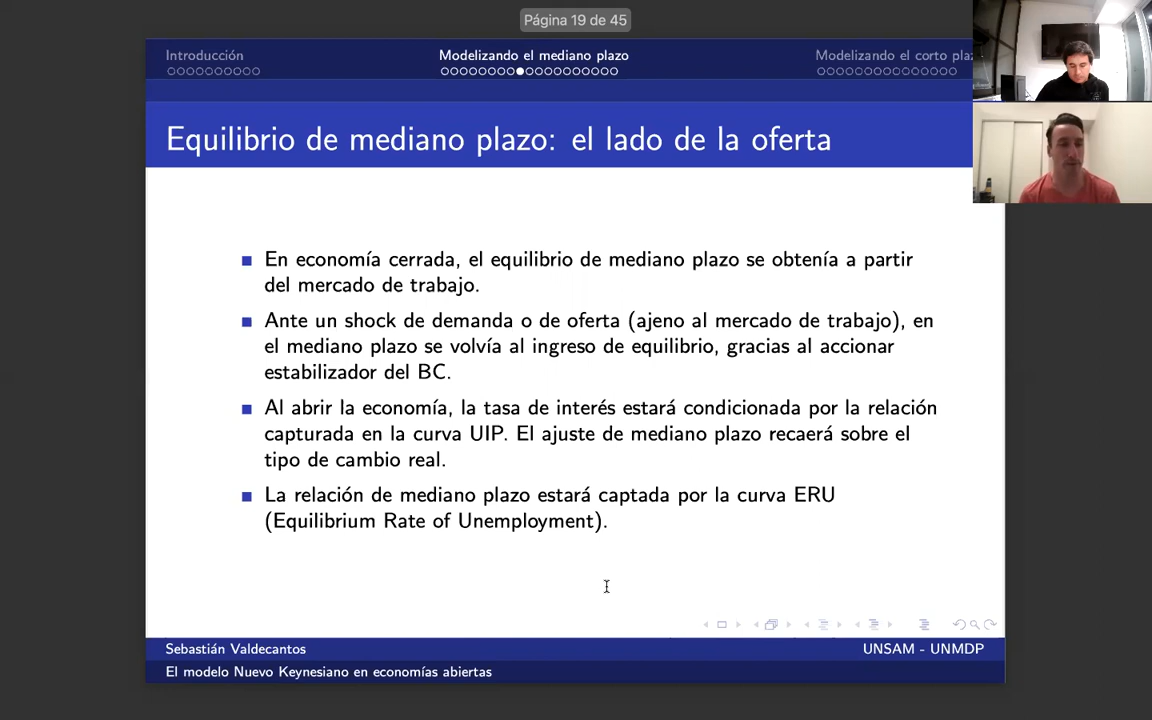 Página 19 de 45
Introducción
Modelizando el mediano plazo
Modelizando el corto pla
Equilibrio de mediano plazo: el lado de la oferta
En economía cerrada, el equilibrio de mediano plazo se obtenía a partir
del mercado de trabajo.
Ante un shock de demanda o de oferta (ajeno al mercado de trabajo), en
el mediano plazo se volvía al ingreso de equilibrio, gracias al accionar
estabilizador del BC.
Al abrir la economía, la tasa de interés estará condicionada por la relación
capturada en la curva UIP. El ajuste de mediano plazo recaerá sobre el
tipo de cambio real.
La relación de mediano plazo estará captada por la curva ERU
(Equilibrium Rate of Unemployment).
Sebastián Valdecantos
UNSAM - UNMDP
El modelo Nuevo Keynesiano en economías abiertas